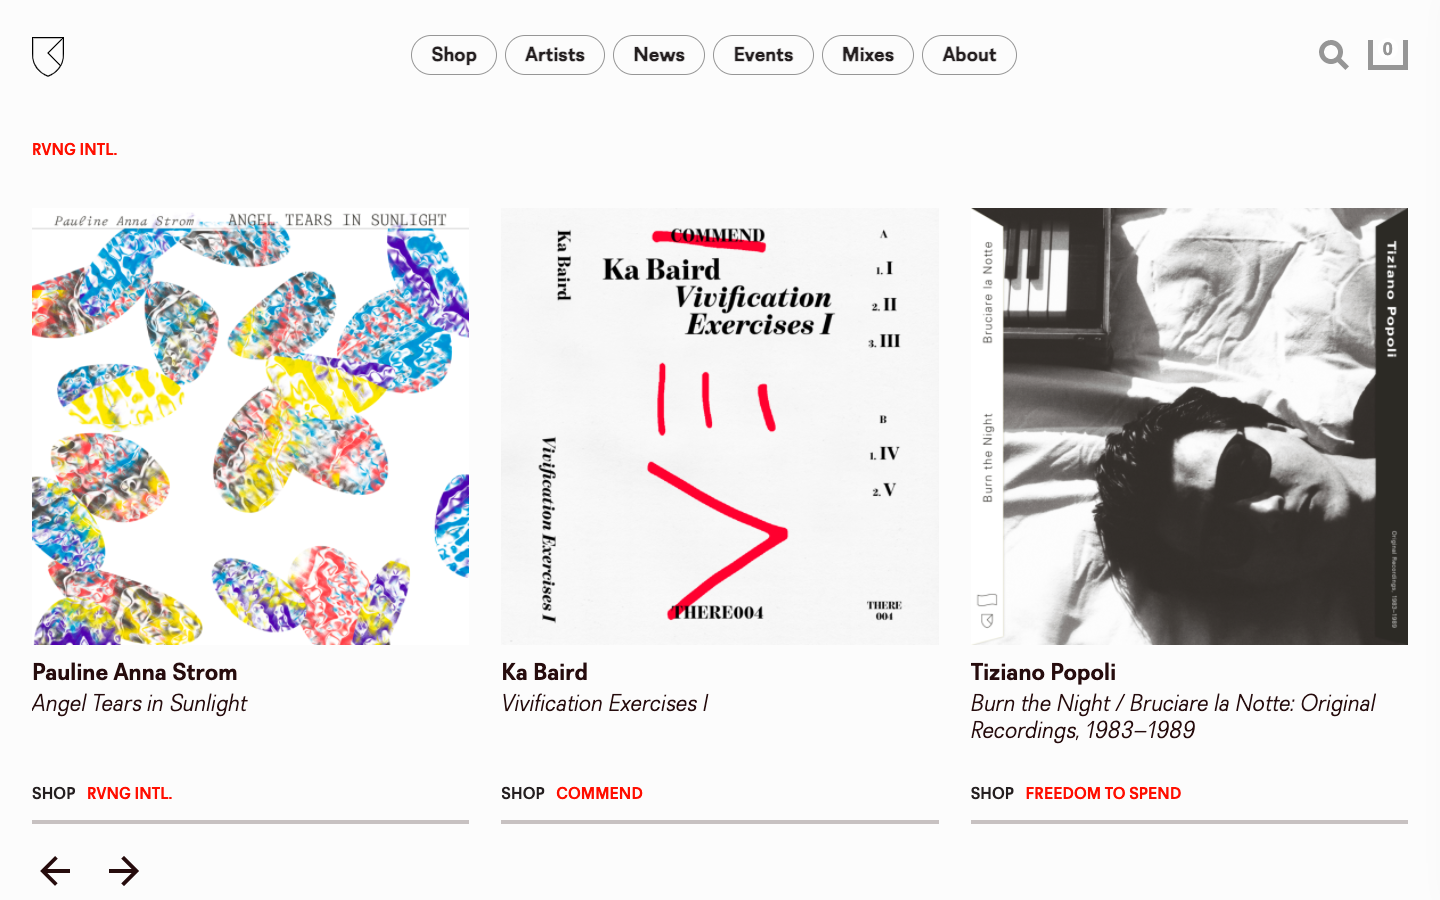 Shop
Artists
News
Events
Mixes
About
0
RVNG INTL.
Pauline Anna Strom
ANGEL TEARS IN SUNLIGHT
Ka Baird
Vivification Exercises I
COMMEND
Ka Baird
Vivification
Exercises I
THERE004
A
1. I
2. II
3. III
B
1. IV
2. V
THERE
004
Bruciare la Notte
Burn the Night
Tiziano Popoli
Original Recordings, 1983–1989
Pauline Anna Strom
Angel Tears in Sunlight
SHOP RVNG INTL.
Ka Baird
Vivification Exercises I
SHOP COMMEND
Tiziano Popoli
Burn the Night / Bruciare la Notte: Original
Recordings, 1983–1989
SHOP FREEDOM TO SPEND